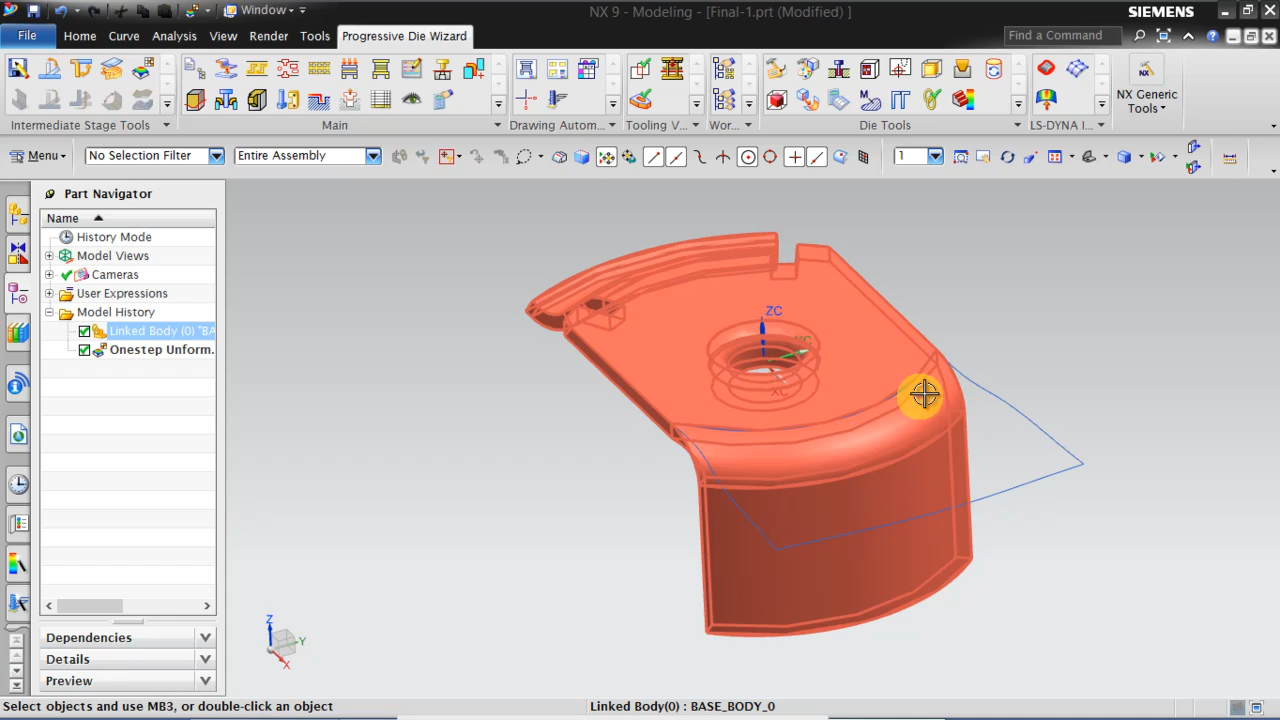 Window
NX 9 - Modeling - [Final-1.prt (Modified) ]
SIEMENS
File
Home
Curve
Analysis
View
Render
Tools
Progressive Die Wizard
Find a Command
NX
NX Generic
Tools
Intermediate Stage Tools
Main
Drawing Autom...
Tooling V...
Wor...
Die Tools
LS-DYNA I...
Menu
No Selection Filter
Entire Assembly
1
Part Navigator
Name
History Mode
Model Views
Cameras
User Expressions
Model History
Linked Body (0) "BA
Onestep Unform.
Dependencies
Details
Preview
ZC
XC
Z
Y
X
Select objects and use MB3, or double-click an object
Linked Body(0) : BASE_BODY_0